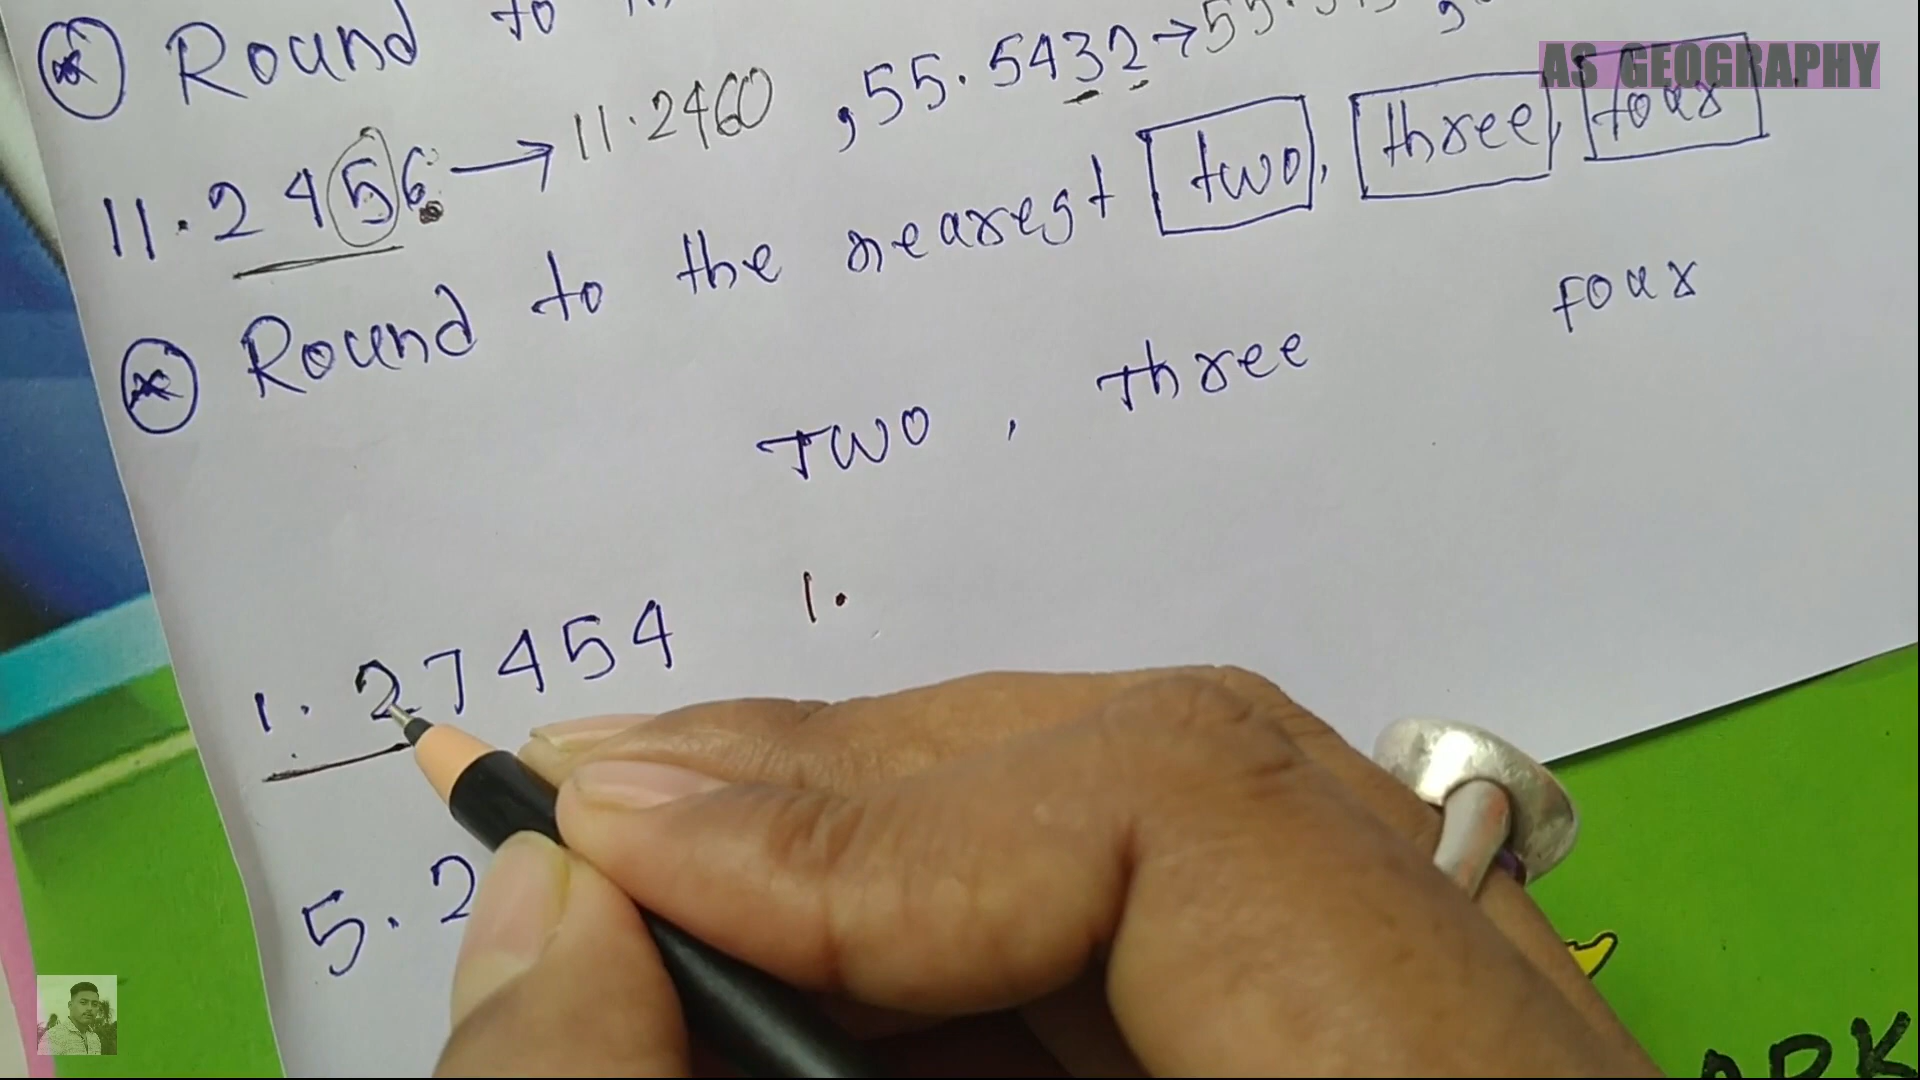 Round to
AS GEOGRAPHY
11.2456 → 11.2460 , 55.5432 →
Round to the nearest two, three, four
Two , Three four
1.27454 1.
5.2